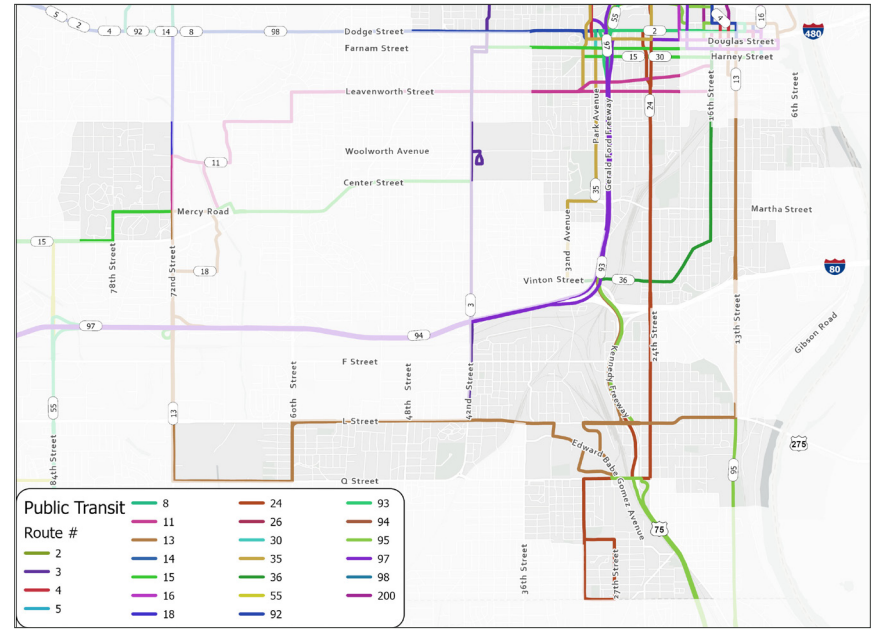 55
16
5
2
4
92
14
8
98
Dodge Street
2
4
480
Farnam Street
97
Douglas Street
15
30
Harney Street
13
Leavenworth Street
24
16th Street
6th Street
Park Avenue
Gerald Ford Freeway
Woolworth Avenue
11
Center Street
35
Mercy Road
Martha Street
15
78th Street
72nd Street
18
32nd Avenue
93
80
Vinton Street
36
3
97
94
24th Street
13th Street
Gibson Road
F Street
Kennedy Freeway
60th Street
48th Street
42nd Street
55
13
L Street
84th Street
Edward Babe Gomez Avenue
275
95
Q Street
75
36th Street
27th Street
Public Transit
Route #
2
3
4
5
8
11
13
14
15
16
18
24
26
30
35
36
55
92
93
94
95
97
98
200